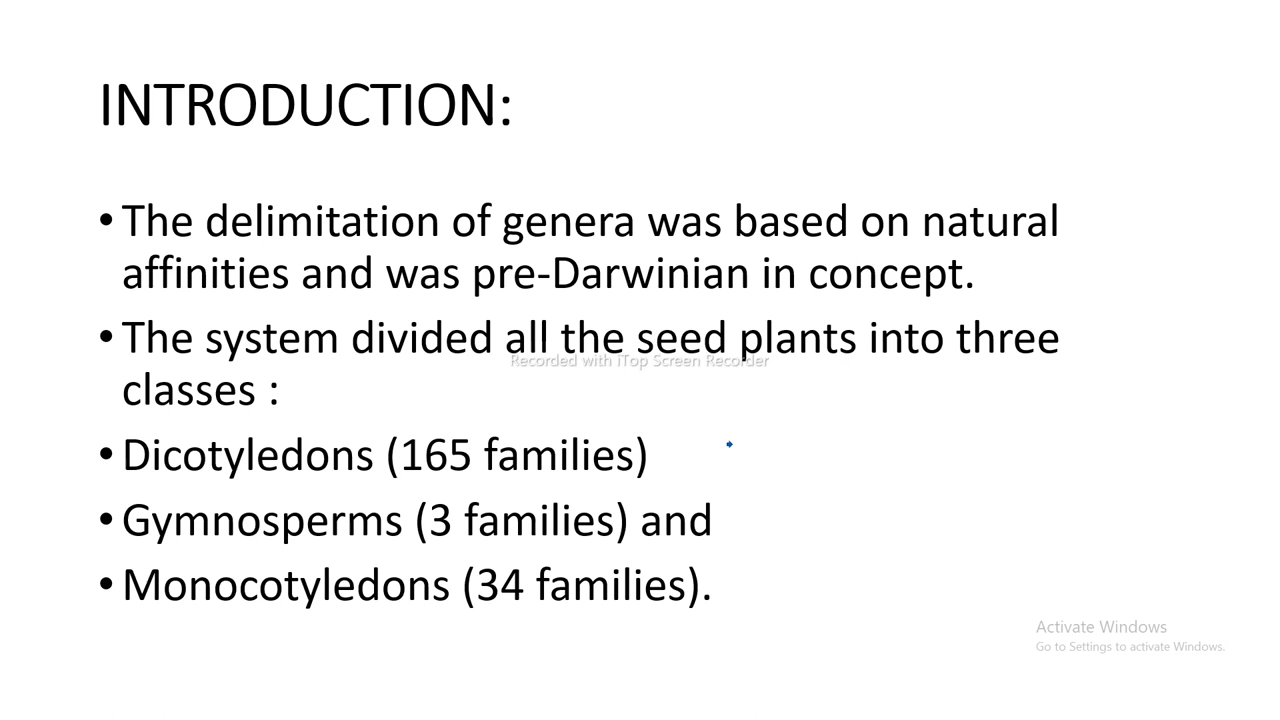 INTRODUCTION:
•The delimitation of genera was based on natural
affinities and was pre-Darwinian in concept.
•The system divided all the seed plants into three
Recorded with iTop Screen Recorder
classes :
•Dicotyledons (165 families)
•Gymnosperms (3 families) and
•Monocotyledons (34 families).
Activate Windows
Go to Settings to activate Windows.